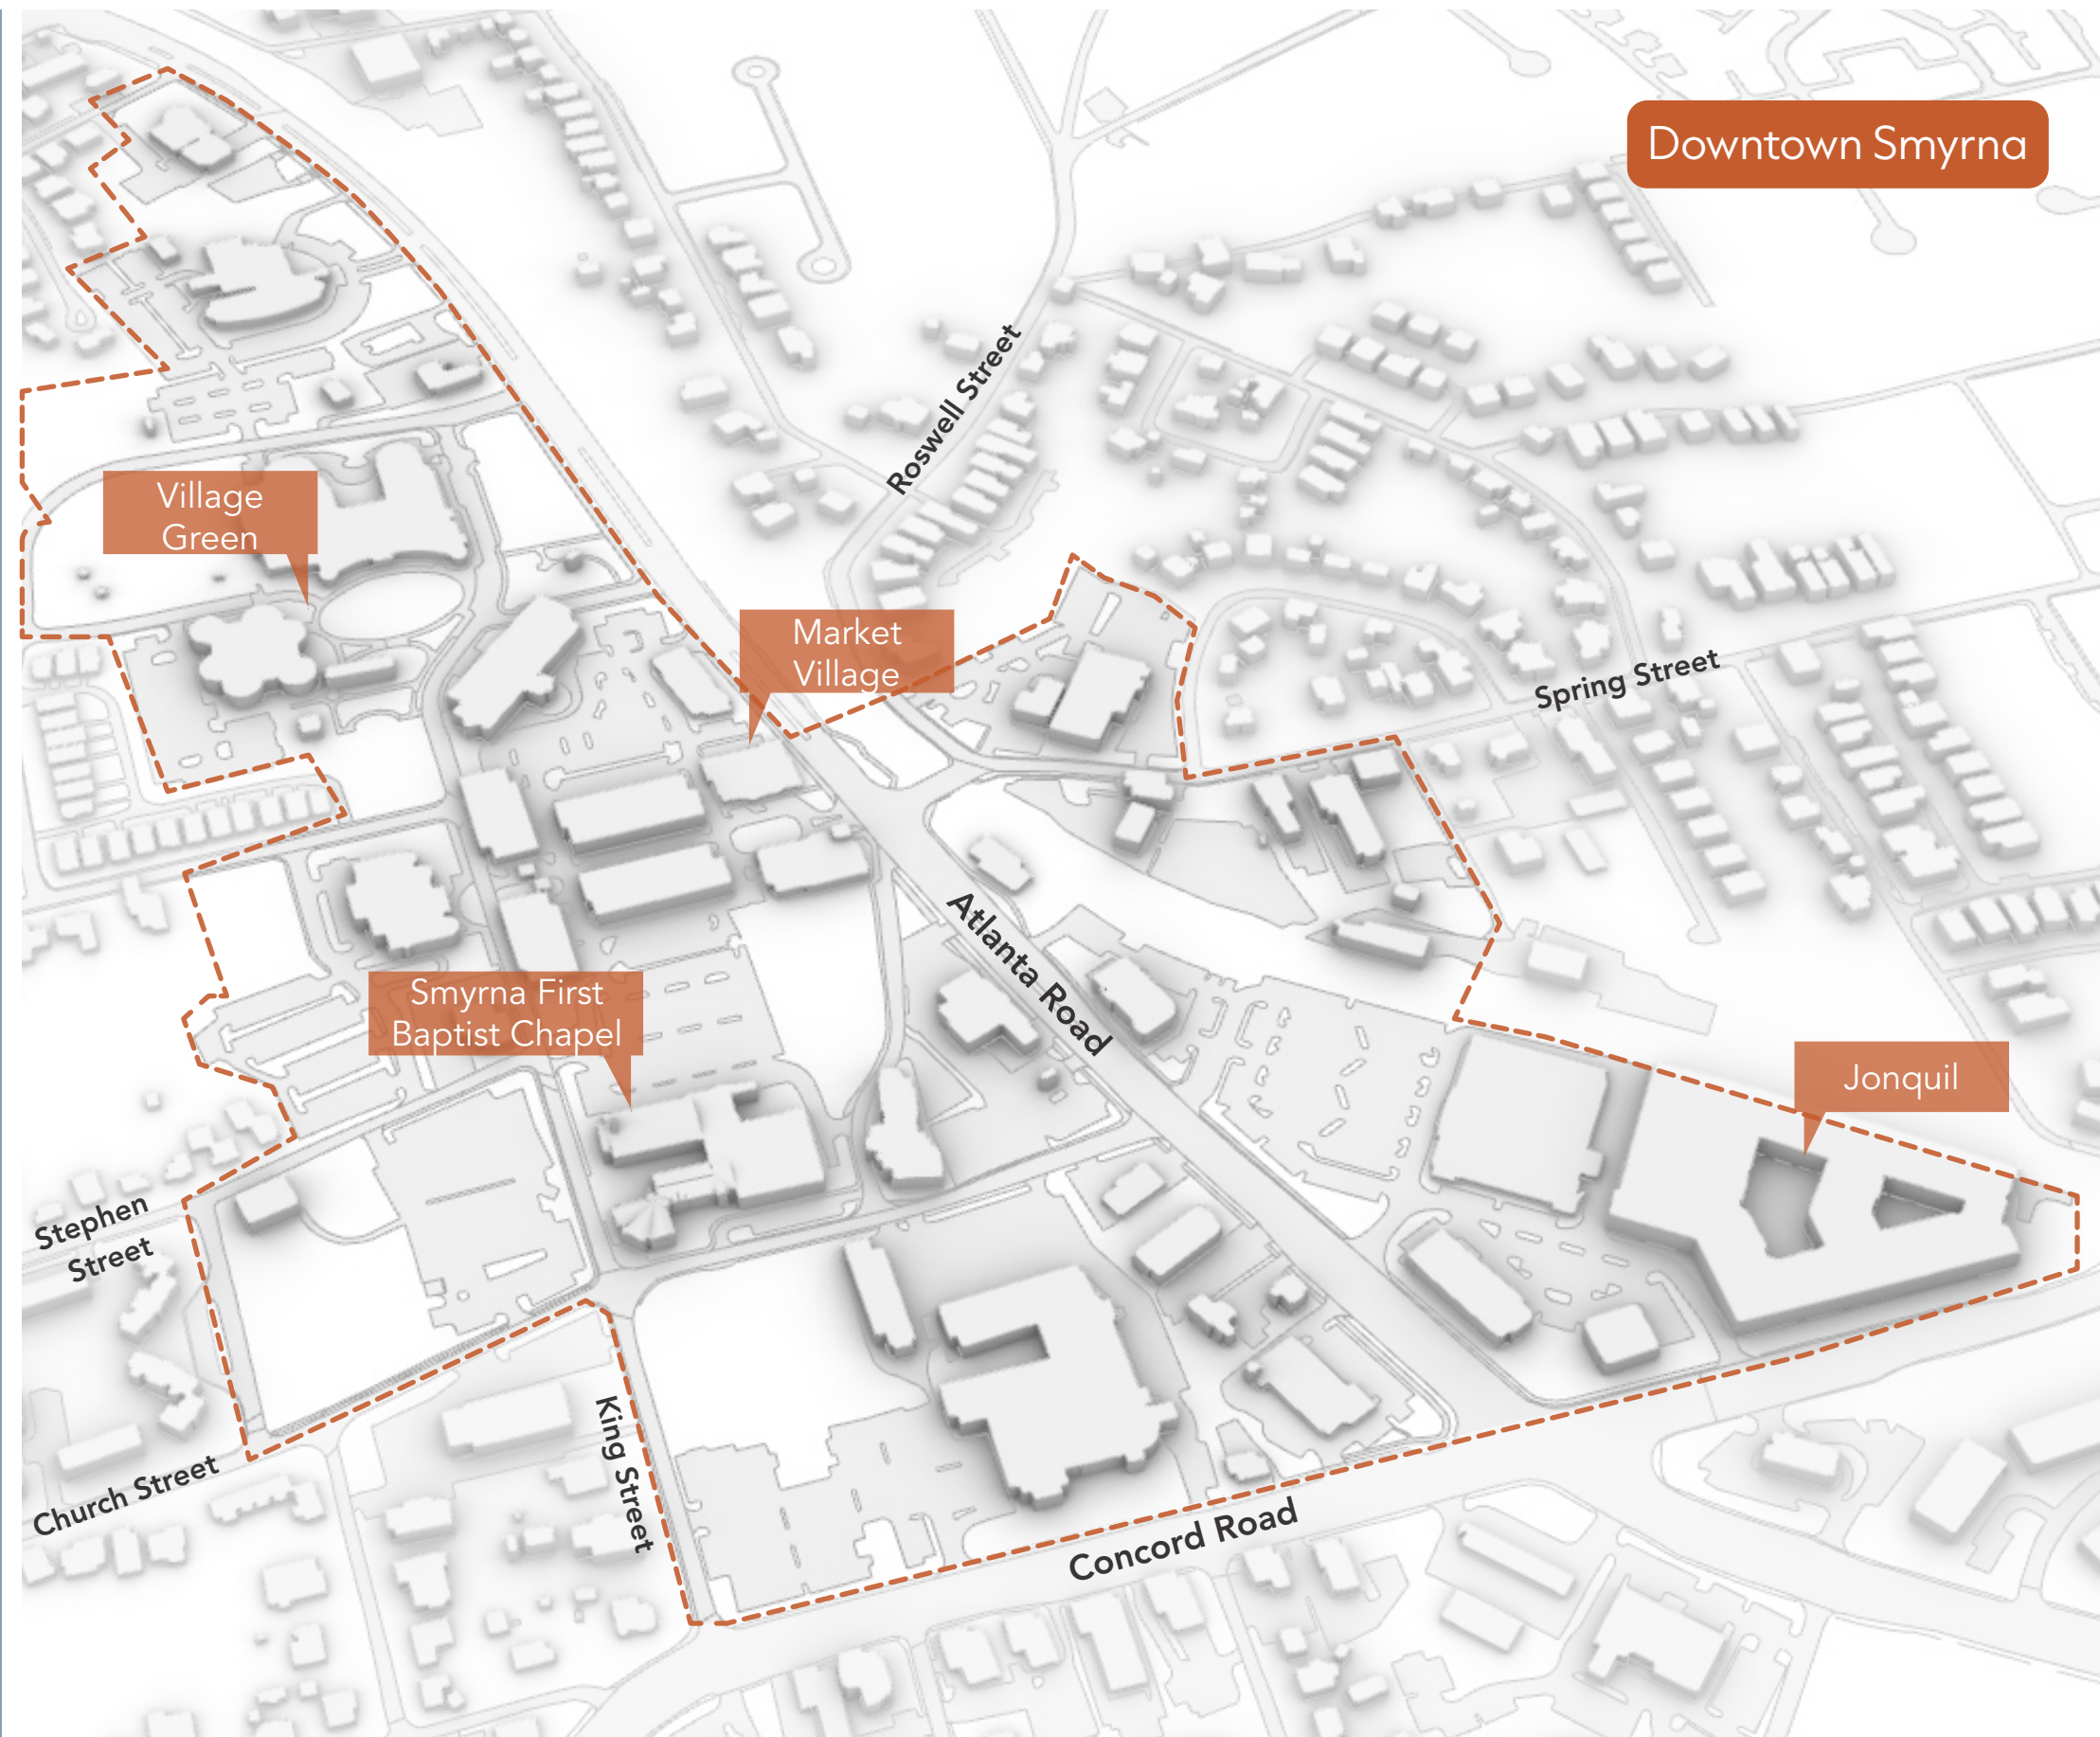 Downtown Smyrna
Roswell Street
Village
Green
Market
Village
Spring Street
Atlanta Road
Smyrna First
Baptist Chapel
Jonquil
Stephen
Street
King Street
Church Street
Concord Road